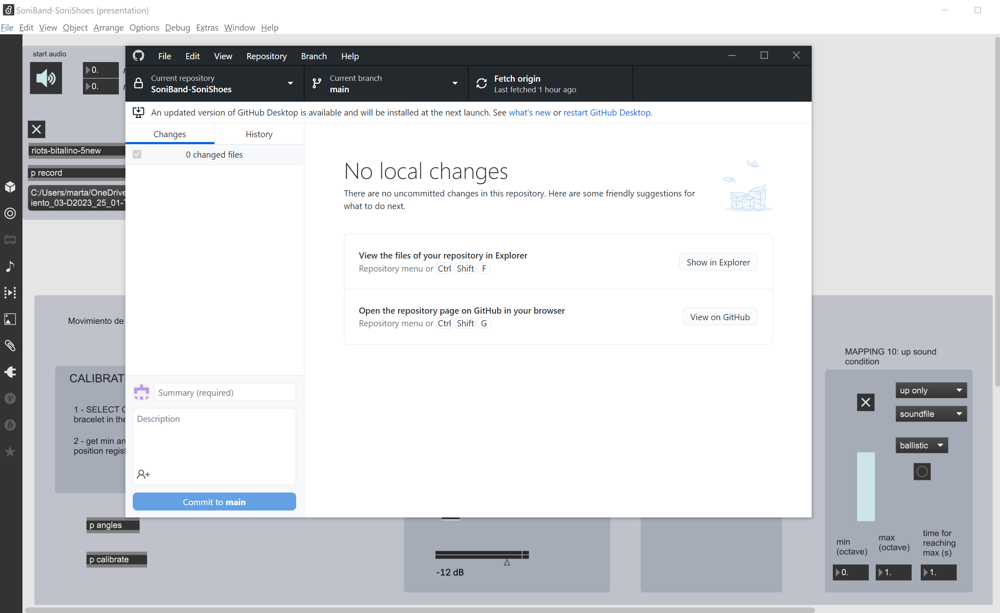 SoniBand-SoniShoes (presentation)
File Edit View Object Arrange Options Debug Extras Window Help
start audio
0.
0.
riots-bitalino-5new
p record
C:/Users/marta/OneDrive
iento_03-D2023_25_01-
File Edit View Repository Branch Help
Current repository
SoniBand-SoniShoes
Current branch
main
Fetch origin
Last fetched 1 hour ago
An updated version of GitHub Desktop is available and will be installed at the next launch. See what's new or restart GitHub Desktop.
Changes
History
0 changed files
No local changes
There are no uncommitted changes in this repository. Here are some friendly suggestions for
what to do next.
View the files of your repository in Explorer
Repository menu or Ctrl Shift F
Show in Explorer
Open the repository page on GitHub in your browser
Repository menu or Ctrl Shift G
View on GitHub
Summary (required)
Description
Commit to main
Movimiento de
CALIBRAT
1 - SELECT
bracelet in the
2 - get min an
position regist
p angles
p calibrate
-12 dB
MAPPING 10: up sound
condition
up only
soundfile
ballistic
min
(octave)
max
(octave)
time for
reaching
max (s)
0.
1.
1.